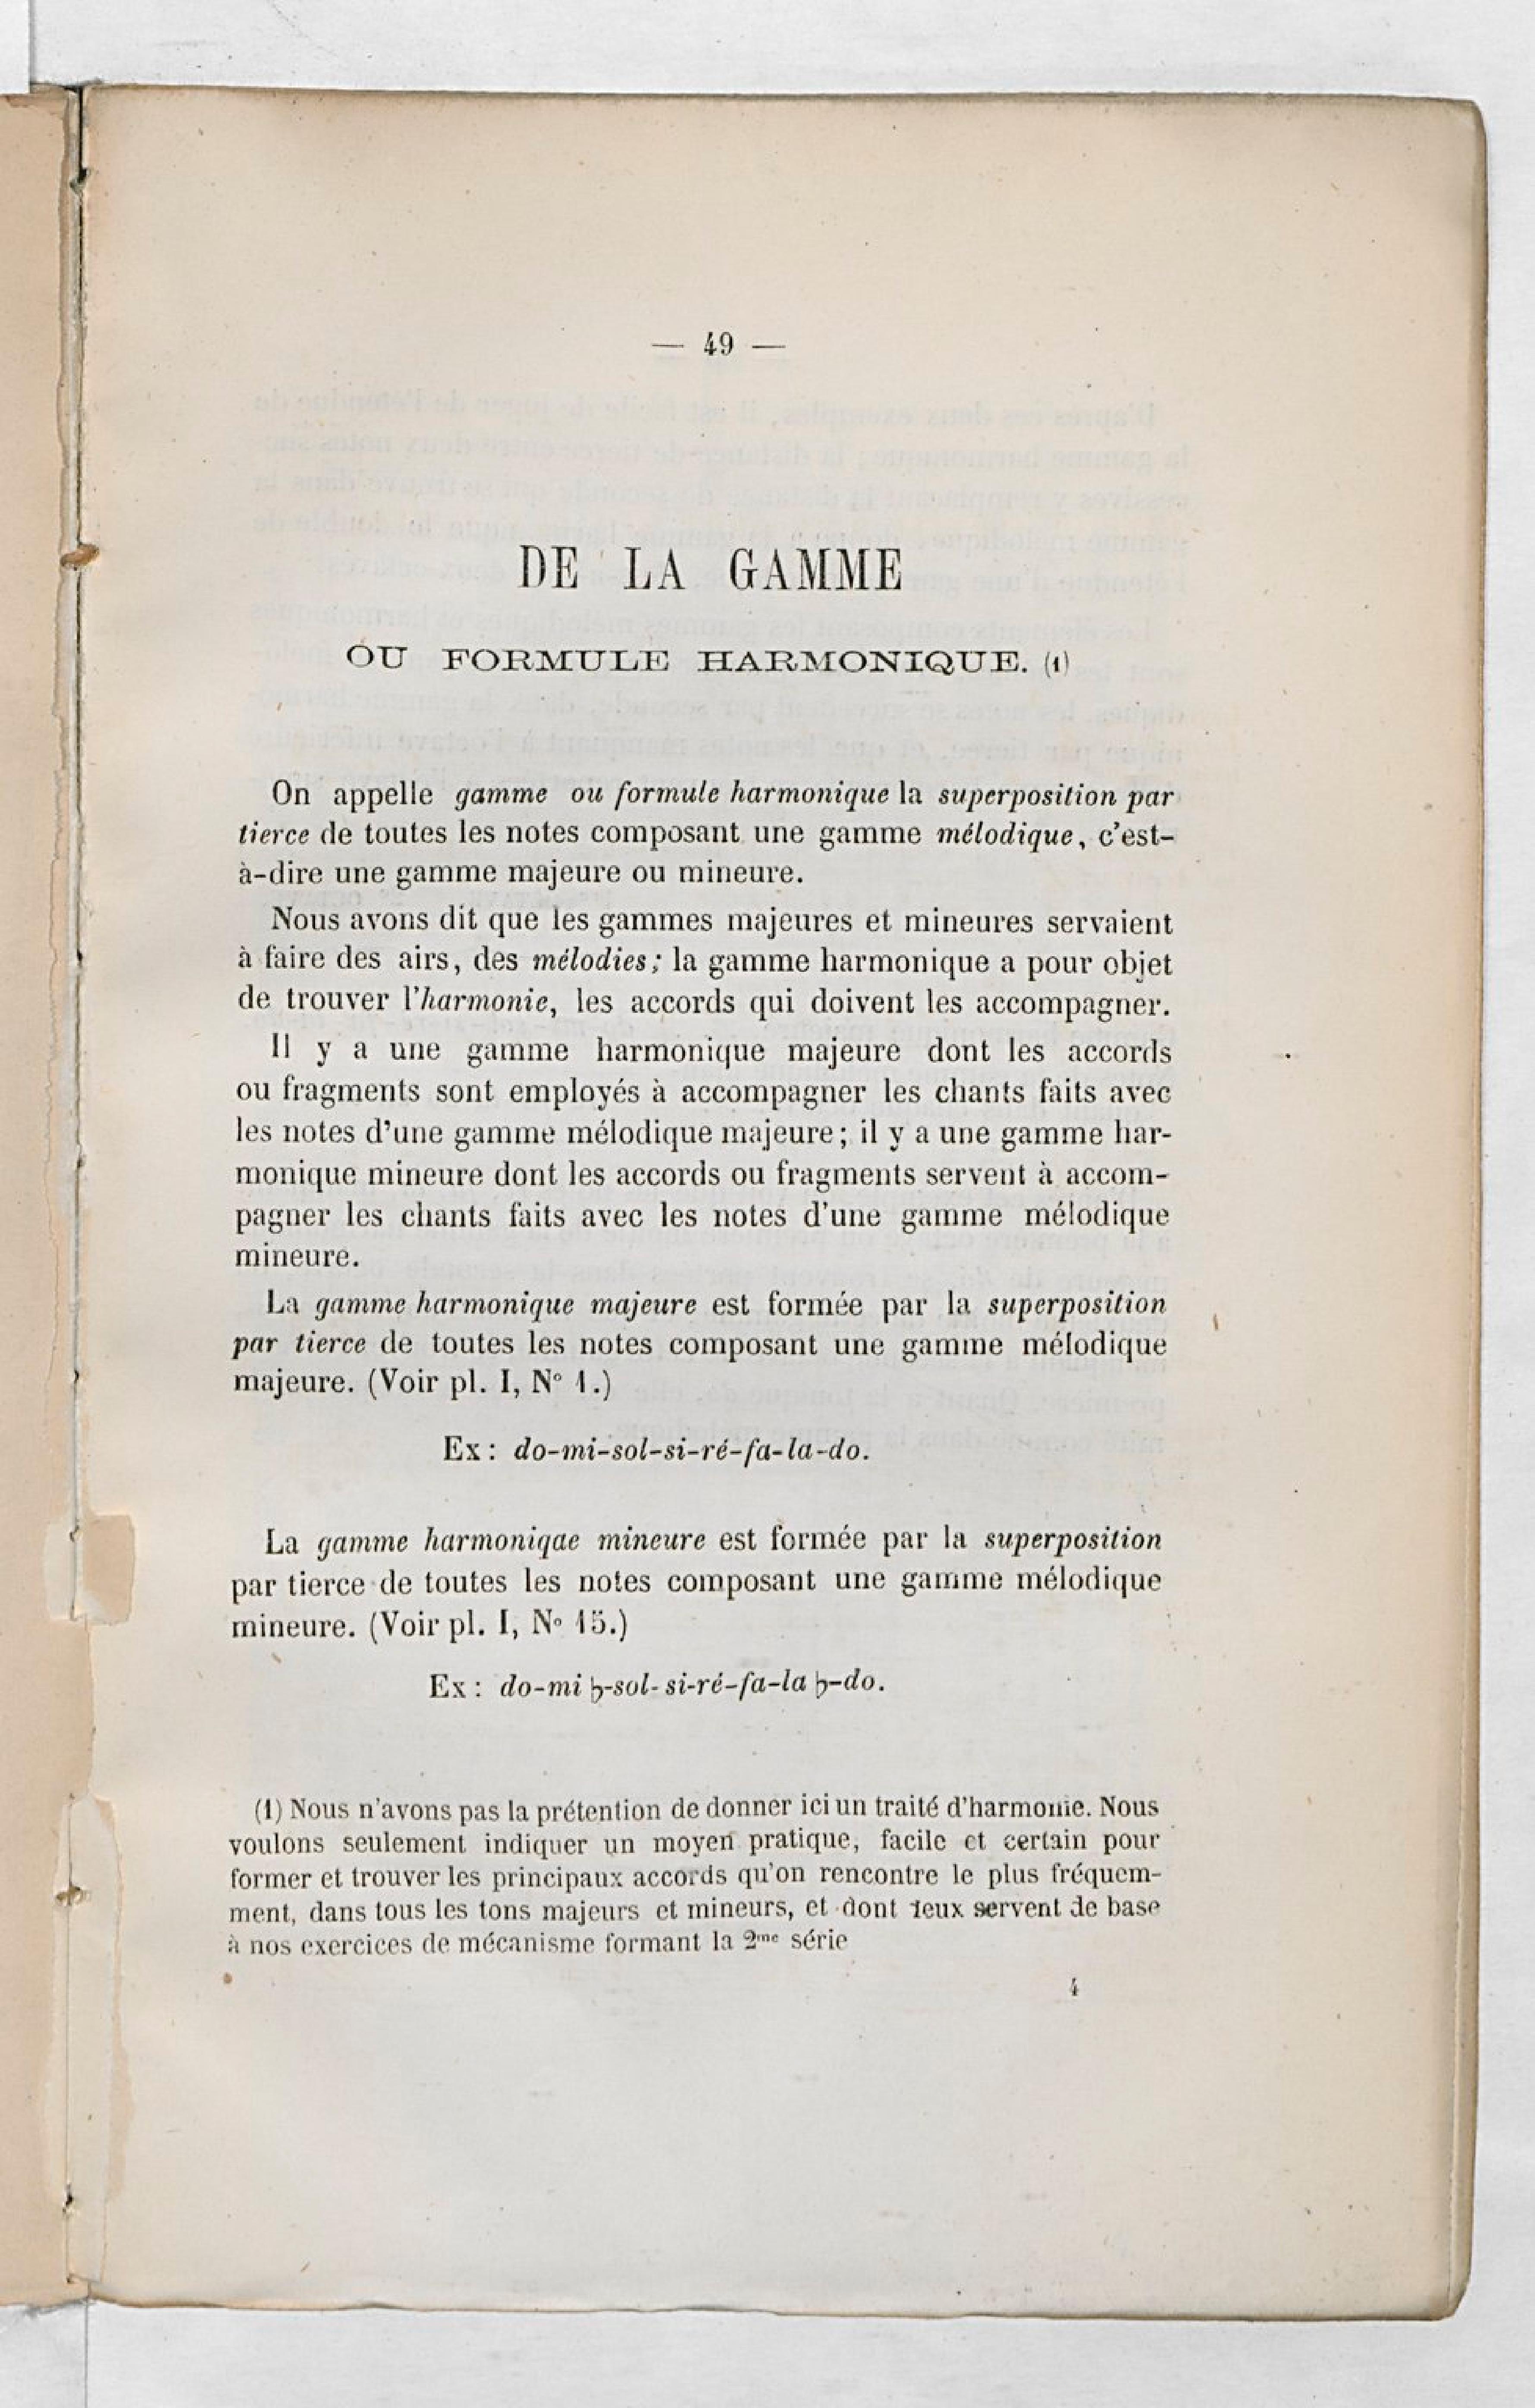 — 49 —
DE LA GAMME
OU FORMULE HARMONIQUE. (1)
On appelle gamme ou formule harmonique la superposition par
tierce de toutes les notes composant une gamme mélodique, c'est-
à-dire une gamme majeure ou mineure.
Nous avons dit que les gammes majeures et mineures servaient
à faire des airs, des mélodies; la gamme harmonique a pour objet
de trouver l'harmonie, les accords qui doivent les accompagner.
Il y a une gamme harmonique majeure dont les accords
ou fragments sont employés à accompagner les chants faits avec
les notes d'une gamme mélodique majeure; il y a une gamme har-
monique mineure dont les accords ou fragments servent à accom-
pagner les chants faits avec les notes d'une gamme mélodique
mineure.
La gamme harmonique majeure est formée par la superposition
par tierce de toutes les notes composant une gamme mélodique
majeure. (Voir pl. I, N° 1.)
Ex: do-mi-sol-si-ré-fa-la-do.
La gamme harmoniqae mineure est formée par la superposition
par tierce de toutes les notes composant une gamme mélodique
mineure. (Voir pl. I, N° 15.)
Ex: do-mi ♭-sol-si-ré-fa-la ♭-do.
(1) Nous n'avons pas la prétention de donner ici un traité d'harmonie. Nous
voulons seulement indiquer un moyen pratique, facile et certain pour
former et trouver les principaux accords qu'on rencontre le plus fréquem-
ment, dans tous les tons majeurs et mineurs, et dont deux servent de base
à nos exercices de mécanisme formant la 2me série
4